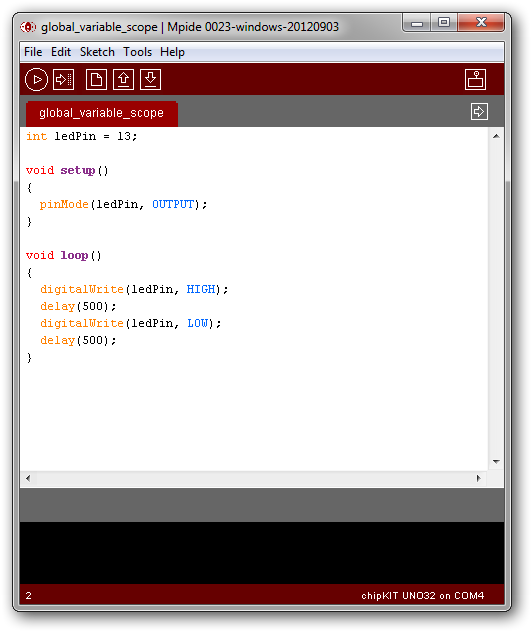 global_variable_scope | Mpide 0023-windows-20120903
File Edit Sketch Tools Help
global_variable_scope
int ledPin = 13;
void setup()
{
pinMode(ledPin, OUTPUT);
}
void loop()
{
digitalWrite(ledPin, HIGH);
delay(500);
digitalWrite(ledPin, LOW);
delay(500);
}
2 chipKIT UNO32 on COM4